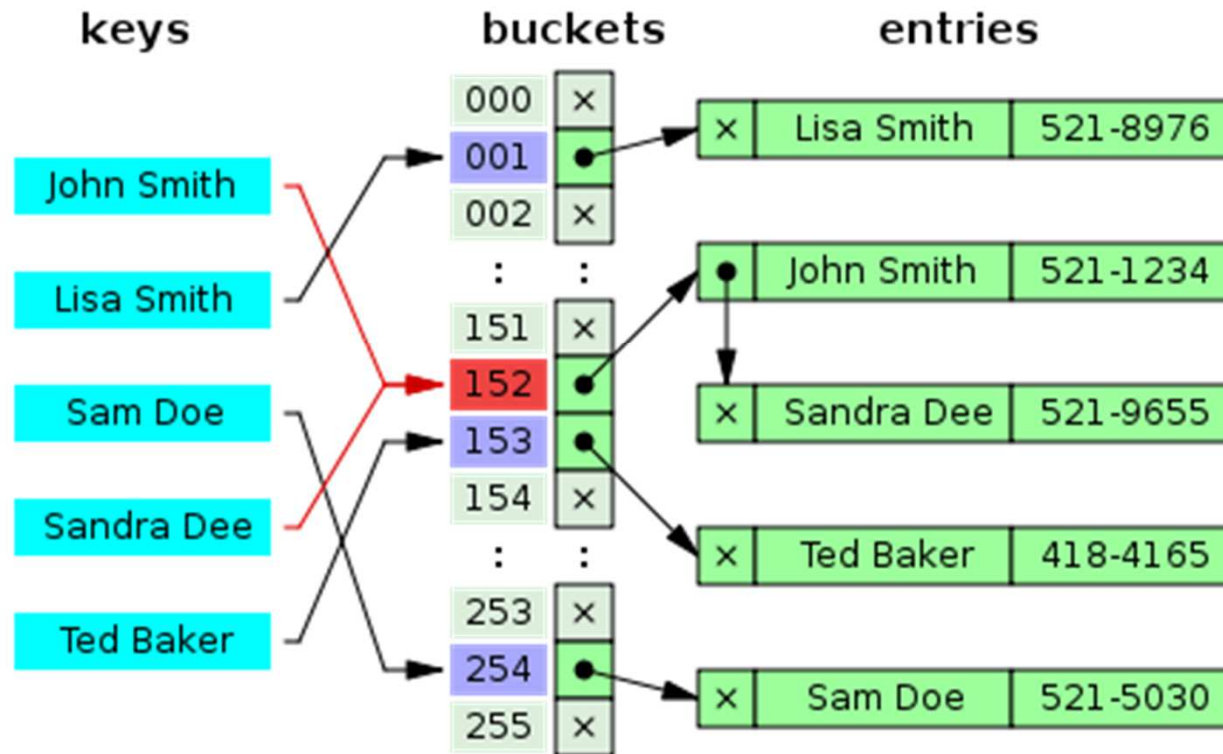 keys
buckets
entries
John Smith
Lisa Smith
Sam Doe
Sandra Dee
Ted Baker
000 ×
001
002 ×
: :
151 ×
152
153
154 ×
: :
253 ×
254
255 ×
× Lisa Smith 521-8976
John Smith 521-1234
× Sandra Dee 521-9655
× Ted Baker 418-4165
× Sam Doe 521-5030